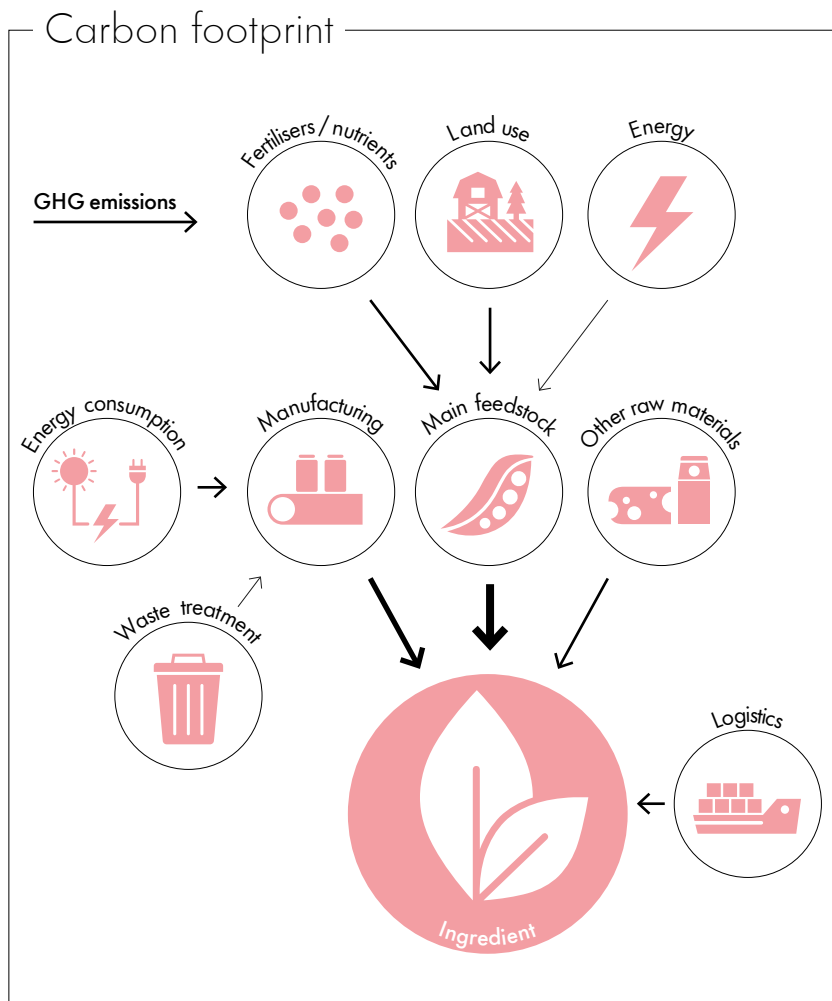 Carbon footprint
Fertilisers / nutrients
Land use
Energy
GHG emissions
Energy consumption
Manufacturing
Main feedstock
Other raw materials
Waste treatment
Logistics
Ingredient